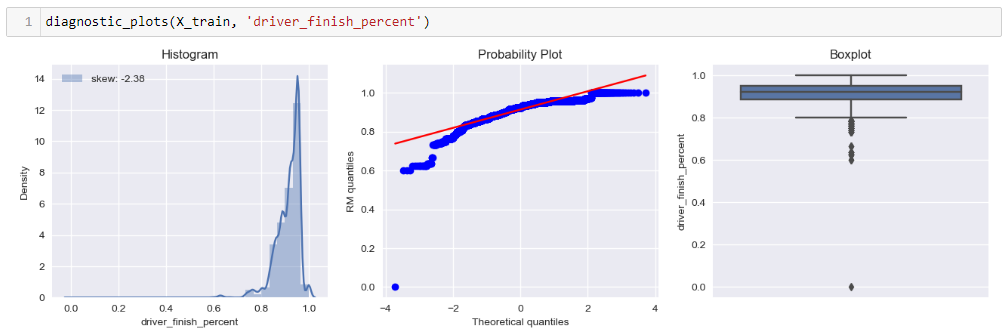 1 diagnostic_plots(X_train, 'driver_finish_percent')
Histogram
skew: -2.38
14
12
10
8
6
4
2
0
Density
0.0 0.2 0.4 0.6 0.8 1.0
driver_finish_percent
Probability Plot
1.0
0.8
0.6
0.4
0.2
0.0
RM quantiles
−4 −2 0 2 4
Theoretical quantiles
Boxplot
1.0
0.8
0.6
0.4
0.2
0.0
driver_finish_percent